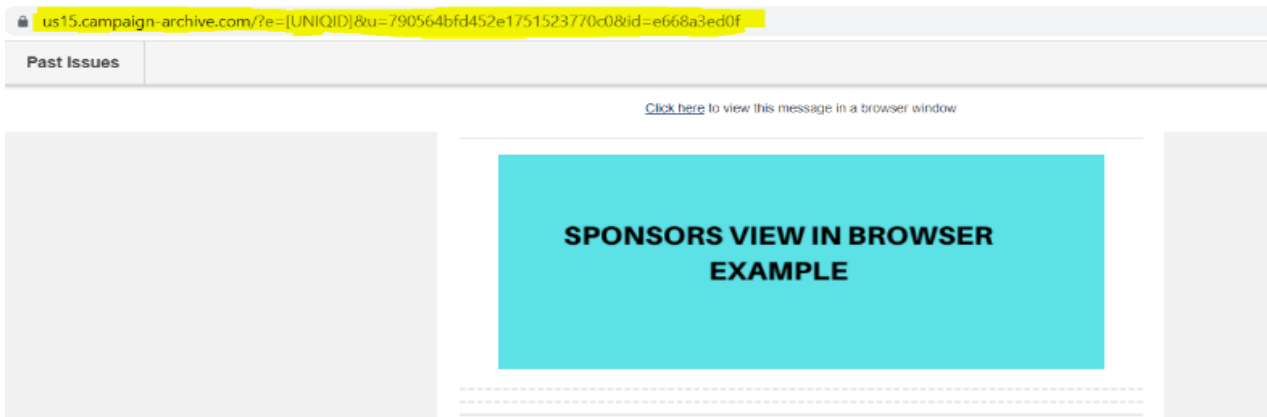 us15.campaign-archive.com/?e=[UNIQID]&u=790564bfd452e1751523770c0&id=e668a3ed0f
Past Issues
Click here to view this message in a browser window
SPONSORS VIEW IN BROWSER
EXAMPLE